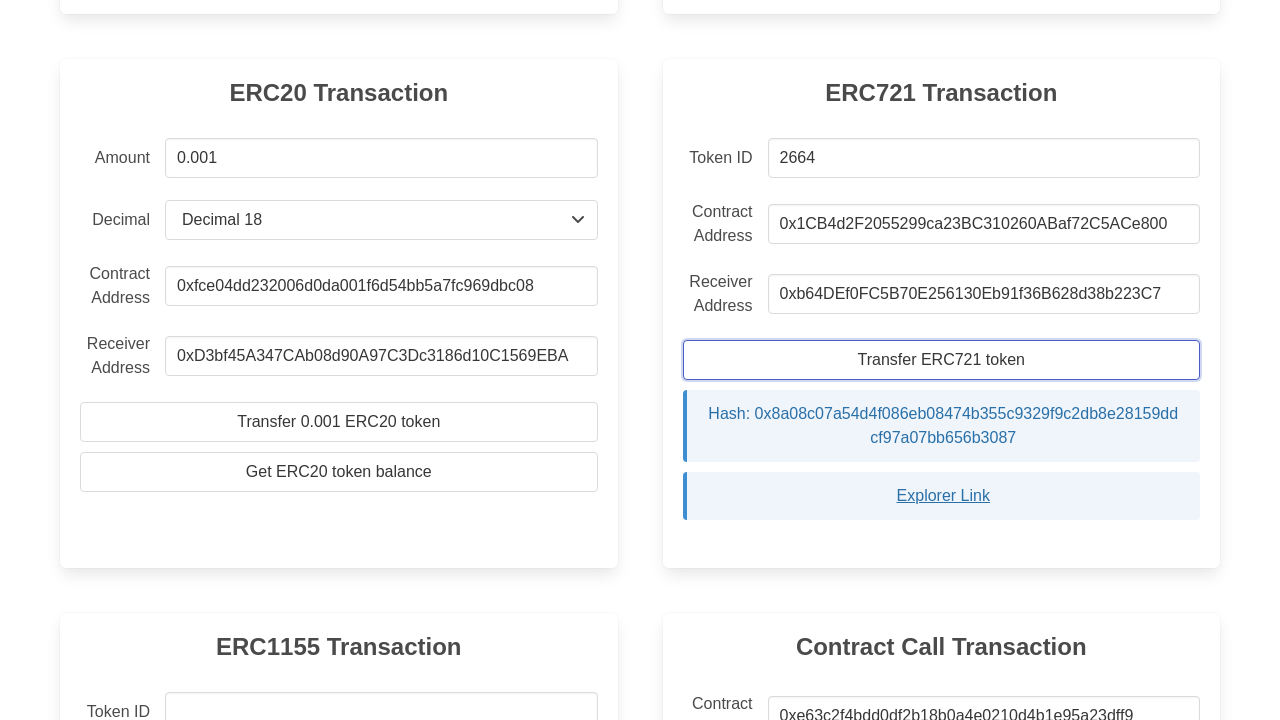 ERC20 Transaction
Amount
0.001
Decimal
Decimal 18
Contract
Address
0xfce04dd232006d0da001f6d54bb5a7fc969dbc08
Receiver
Address
0xD3bf45A347CAb08d90A97C3Dc3186d10C1569EBA
Transfer 0.001 ERC20 token
Get ERC20 token balance
ERC721 Transaction
Token ID
2664
Contract
Address
0x1CB4d2F2055299ca23BC310260ABaf72C5ACe800
Receiver
Address
0xb64DEf0FC5B70E256130Eb91f36B628d38b223C7
Transfer ERC721 token
Hash: 0x8a08c07a54d4f086eb08474b355c9329f9c2db8e28159dd
cf97a07bb656b3087
Explorer Link
ERC1155 Transaction
Token ID
Contract Call Transaction
Contract
0xe63c2f4bdd0df2b18b0a4e0210d4b1e95a23dff9